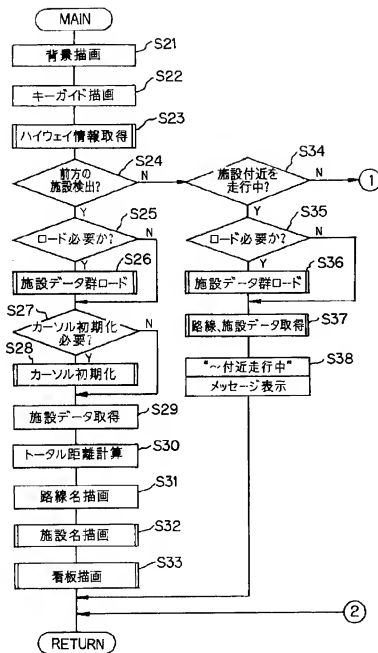 MAIN
背景描画
S21
キーガイド描画
S22
ハイウェイ情報取得
S23
前方の
施設検出?
S24
N
Y
ロード必要か?
S25
N
Y
施設データ群ロード
S26
カーソル初期化
必要?
S27
N
Y
カーソル初期化
S28
施設データ取得
S29
トータル距離計算
S30
路線名描画
S31
施設名描画
S32
看板描画
S33
RETURN
施設付近を
走行中?
S34
N
1
Y
ロード必要か?
S35
N
Y
施設データ群ロード
S36
路線、施設データ取得
S37
"～付近走行中"
メッセージ表示
S38
2